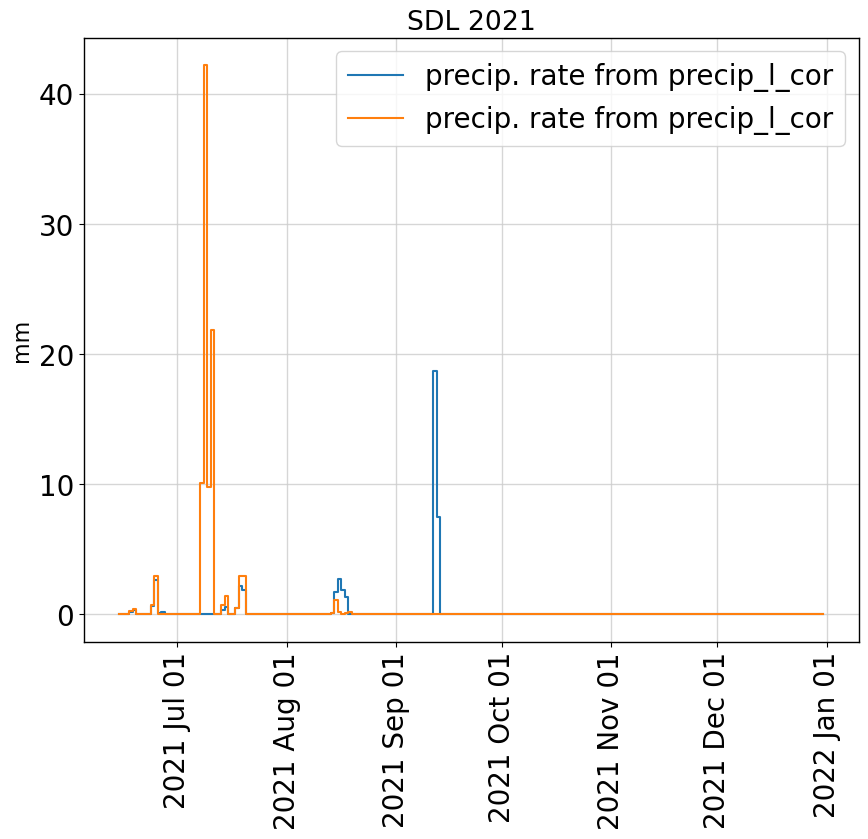 SDL 2021
precip. rate from precip_l_cor
precip. rate from precip_l_cor
mm
40
30
20
10
0
2021 Jul 01
2021 Aug 01
2021 Sep 01
2021 Oct 01
2021 Nov 01
2021 Dec 01
2022 Jan 01